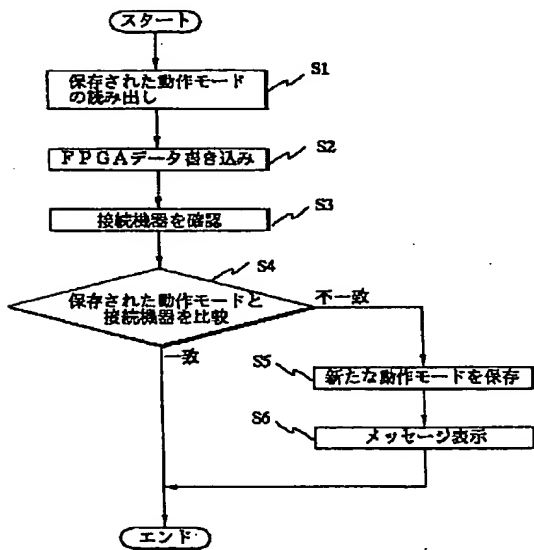 スタート
保存された動作モード
の読み出し
S1
FPGAデータ書き込み
S2
接続機器を確認
S3
S4
保存された動作モードと
接続機器を比較
不一致
一致
S5
新たな動作モードを保存
S6
メッセージ表示
エンド